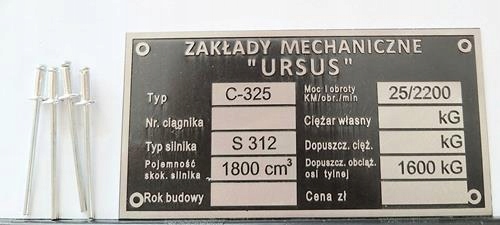 ZAKŁADY MECHANICZNE
"URSUS"
Typ C-325
Nr. ciągnika
Typ silnika S 312
Pojemność
skok. silnika 1800 cm³
Rok budowy
Moc i obroty
KM/obr./min 25/2200
Ciężar własny kG
Dopuszcz. cięż. kG
Dopuszcz. obciąż.
osi tylnej 1600 kG
Cena zł